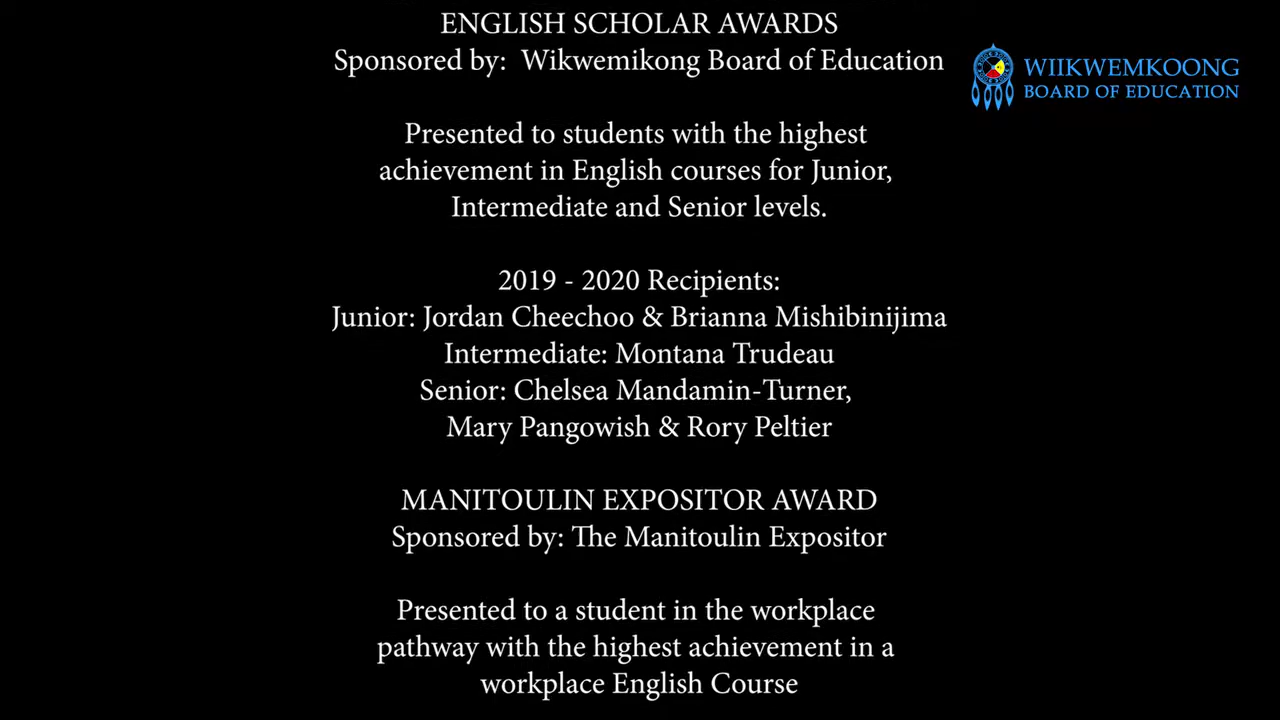 ENGLISH SCHOLAR AWARDS
Sponsored by: Wikwemikong Board of Education
WIIKWEMKOONG
BOARD OF EDUCATION
Presented to students with the highest
achievement in English courses for Junior,
Intermediate and Senior levels.
2019 - 2020 Recipients:
Junior: Jordan Cheechoo & Brianna Mishibinijima
Intermediate: Montana Trudeau
Senior: Chelsea Mandamin-Turner,
Mary Pangowish & Rory Peltier
MANITOULIN EXPOSITOR AWARD
Sponsored by: The Manitoulin Expositor
Presented to a student in the workplace
pathway with the highest achievement in a
workplace English Course